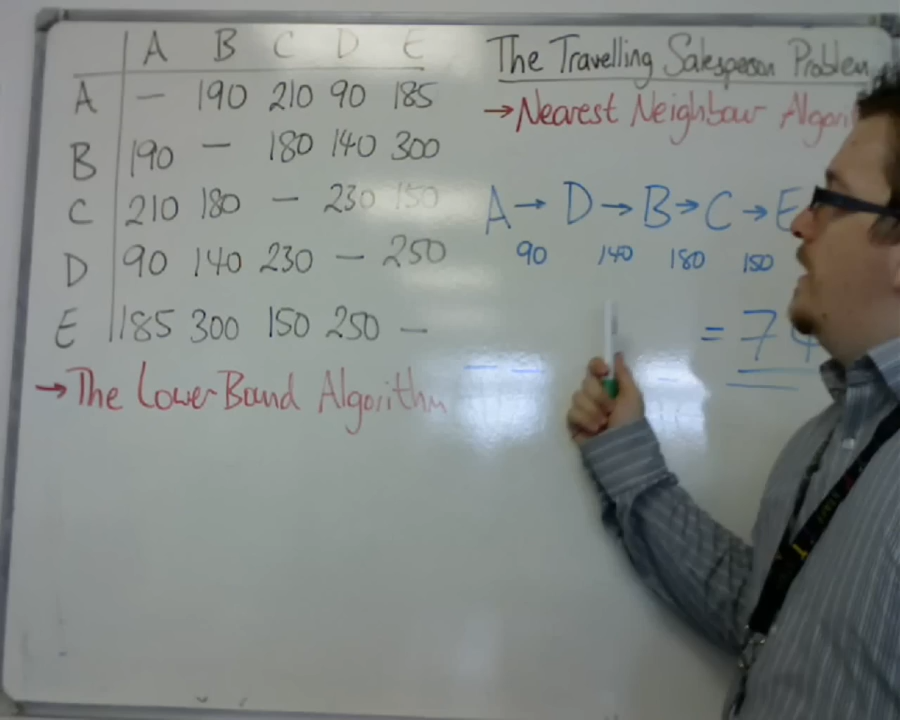 A B C D E
A — 190 210 90 185
B 190 — 180 140 300
C 210 180 — 230 150
D 90 140 230 — 250
E 185 300 150 250 —
→ The Lower Bound Algorithm
The Travelling Salesperson Problem
→ Nearest Neighbour
A → D → B → C → E
90 140 180 150
= 7